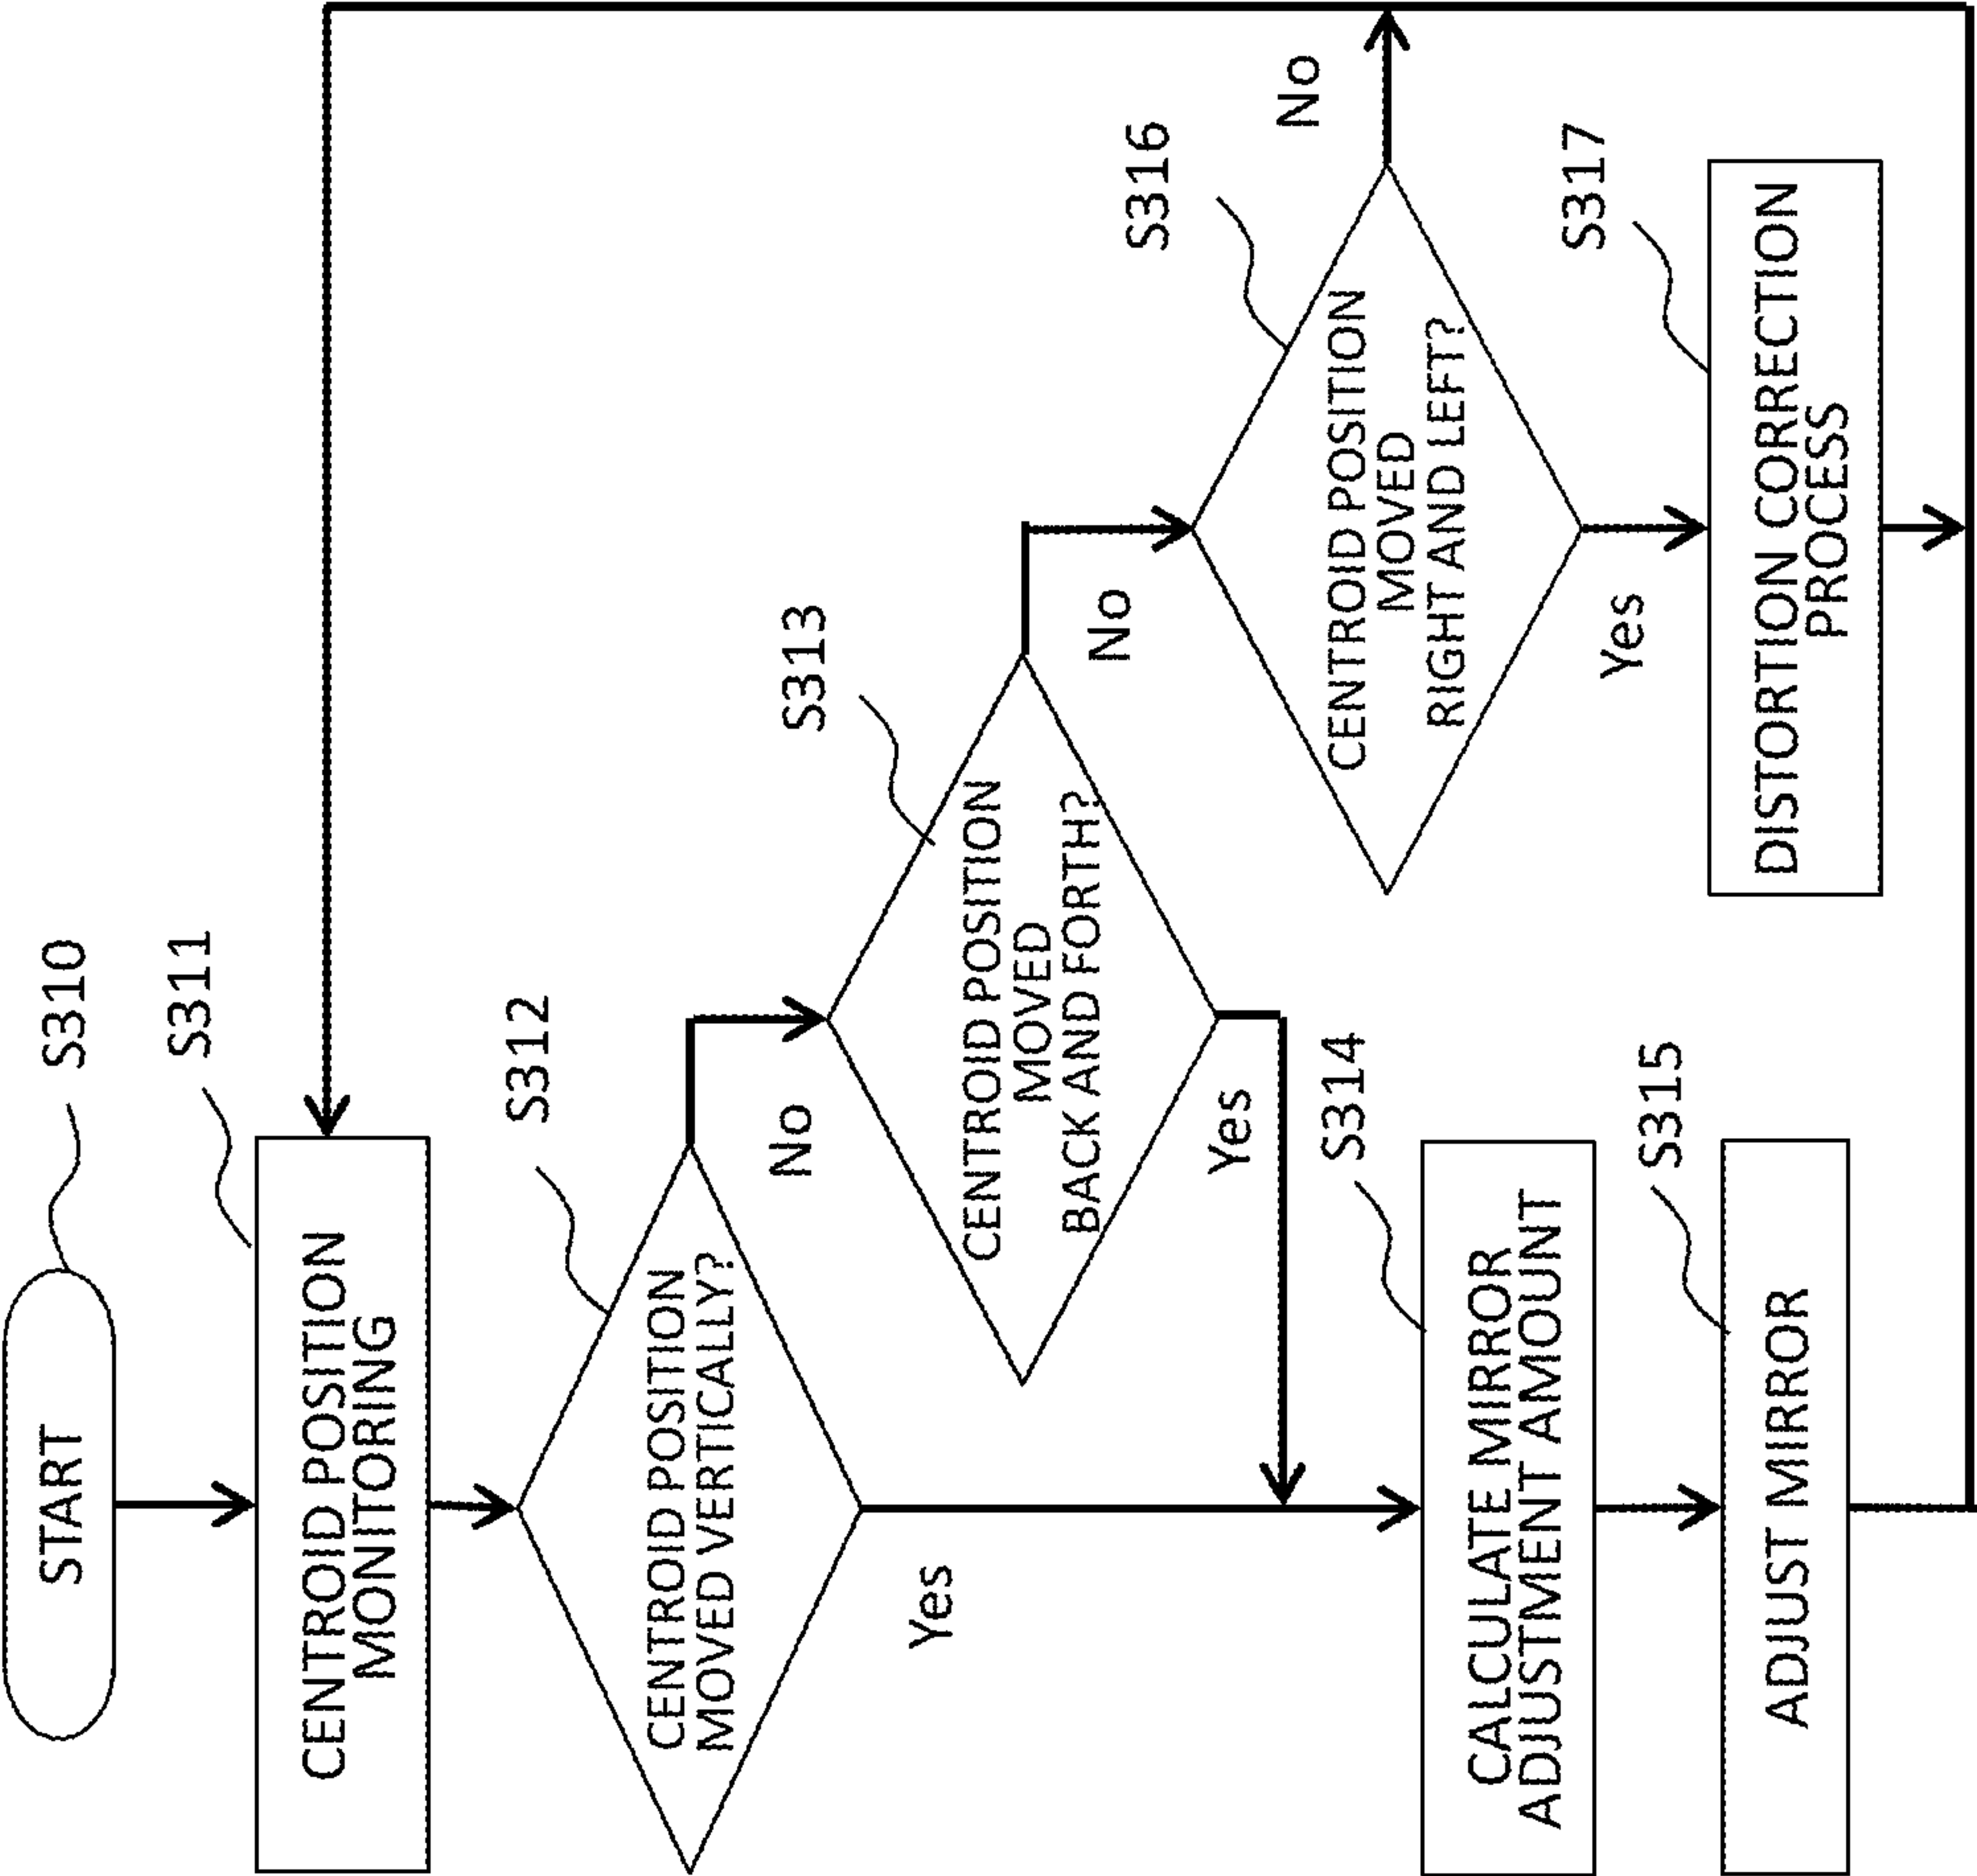 START
S310
CENTROID POSITION
MONITORING
S311
CENTROID POSITION
MOVED VERTICALLY?
S312
No
Yes
CENTROID POSITION
MOVED
BACK AND FORTH?
S313
No
Yes
CALCULATE MIRROR
ADJUSTMENT AMOUNT
S314
ADJUST MIRROR
S315
CENTROID POSITION
MOVED
RIGHT AND LEFT?
S316
No
Yes
DISTORTION CORRECTION
PROCESS
S317